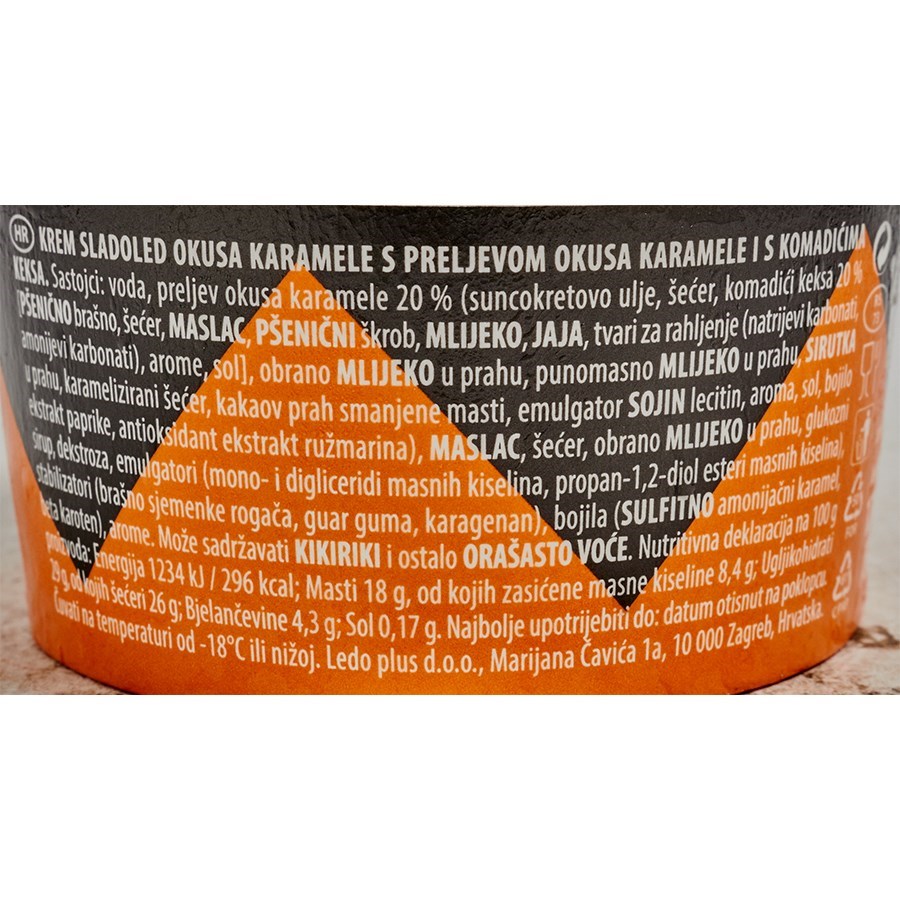 HR KREM SLADOLED OKUSA KARAMELE S PRELJEVOM OKUSA KARAMELE I S KOMADIĆIMA
KEKSA. Sastojci: voda, preljev okusa karamele 20 % (suncokretovo ulje, šećer, komadići keksa 20 %
[PŠENIČNO brašno, šećer, MASLAC, PŠENIČNI škrob, MLIJEKO, JAJA, tvari za rahljenje (natrijevi karbonati,
amonijevi karbonati), arome, sol], obrano MLIJEKO u prahu, punomasno MLIJEKO u prahu, SIRUTKA
u prahu, karamelizirani šećer, kakaov prah smanjene masti, emulgator SOJIN lecitin, aroma, sol, bojilo
ekstrakt paprike, antioksidant ekstrakt ružmarina), MASLAC, šećer, obrano MLIJEKO u prahu, glukozni
sirup, dekstroza, emulgatori (mono- i digliceridi masnih kiselina, propan-1,2-diol esteri masnih kiselina),
stabilizatori (brašno sjemenke rogača, guar guma, karagenan), bojila (SULFITNO amonijačni karamel,
beta karoten), arome. Može sadržavati KIKIRIKI i ostalo ORAŠASTO VOĆE. Nutritivna deklaracija na 100 g
proizvoda: Energija 1234 kJ / 296 kcal; Masti 18 g, od kojih zasićene masne kiseline 8,4 g; Ugljikohidrati
29 g, od kojih šećeri 26 g; Bjelančevine 4,3 g; Sol 0,17 g. Najbolje upotrijebiti do: datum otisnut na poklopcu.
Čuvati na temperaturi od -18°C ili nižoj. Ledo plus d.o.o., Marijana Čavića 1a, 10 000 Zagreb, Hrvatska.